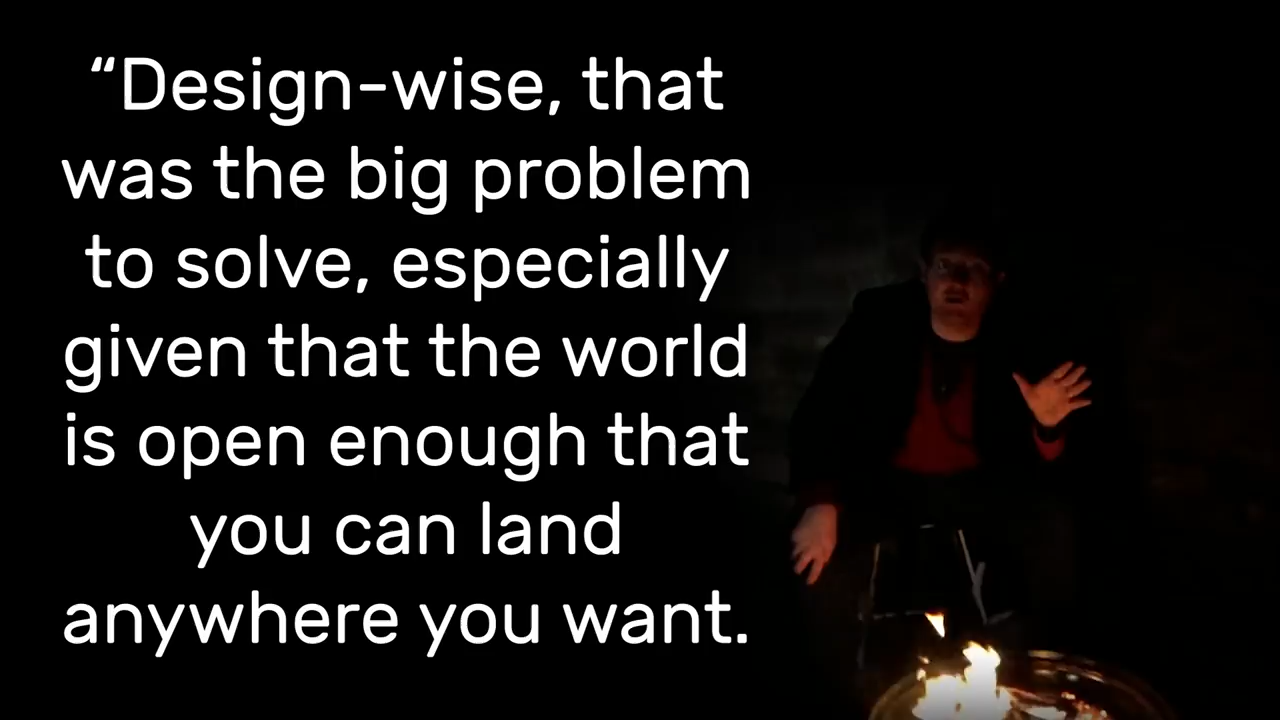 “Design-wise, that
was the big problem
to solve, especially
given that the world
is open enough that
you can land
anywhere you want.